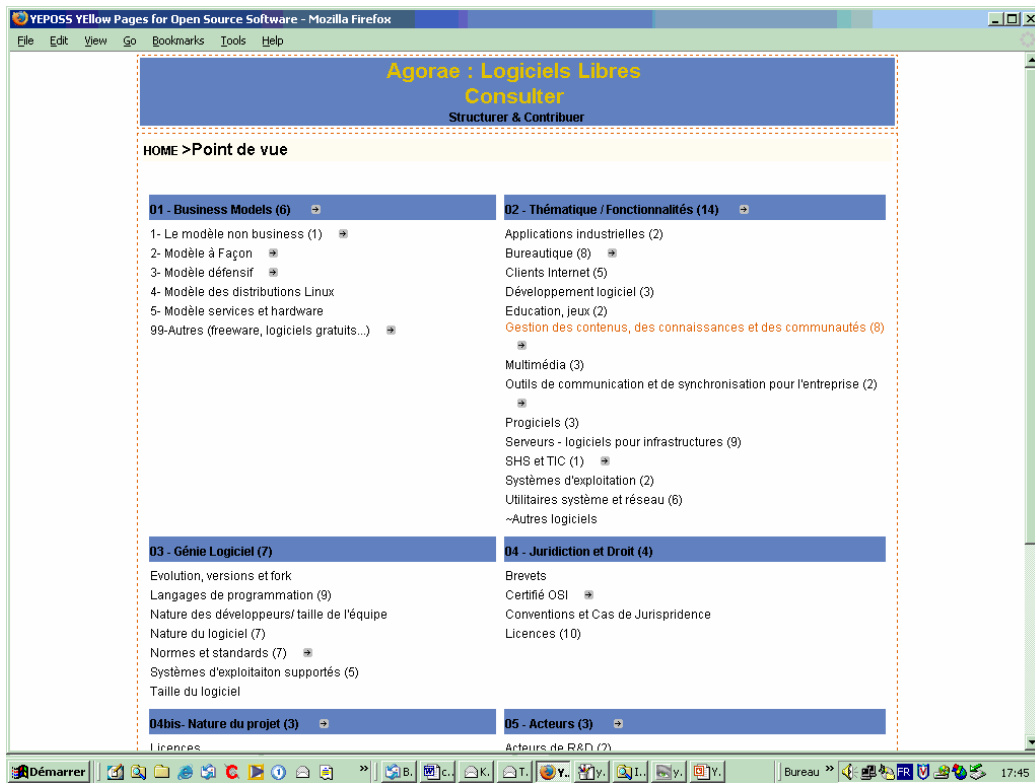 YEPOSS YEllow Pages for Open Source Software - Mozilla Firefox
File Edit View Go Bookmarks Tools Help
Agorae : Logiciels Libres
Consulter
Structurer & Contribuer
HOME >Point de vue
01 - Business Models (6)
1- Le modèle non business (1)
2- Modèle à Façon
3- Modèle défensif
4- Modèle des distributions Linux
5- Modèle services et hardware
99-Autres (freeware, logiciels gratuits...)
02 - Thématique / Fonctionnalités (14)
Applications industrielles (2)
Bureautique (8)
Clients Internet (5)
Développement logiciel (3)
Education, jeux (2)
Gestion des contenus, des connaissances et des communautés (8)
Multimédia (3)
Outils de communication et de synchronisation pour l'entreprise (2)
Progiciels (3)
Serveurs - logiciels pour infrastructures (9)
SHS et TIC (1)
Systèmes d'exploitation (2)
Utilitaires système et réseau (6)
~Autres logiciels
03 - Génie Logiciel (7)
Evolution, versions et fork
Langages de programmation (9)
Nature des développeurs/ taille de l'équipe
Nature du logiciel (7)
Normes et standards (7)
Systèmes d'exploitaiton supportés (5)
Taille du logiciel
04 - Juridiction et Droit (4)
Brevets
Certifié OSI
Conventions et Cas de Jurispridence
Licences (10)
04bis- Nature du projet (3)
Licences
05 - Acteurs (3)
Acteurs de R&D (2)
Démarrer » B. c.. K. T. Y.. y. I.. y. Y. Bureau » FR 17:45